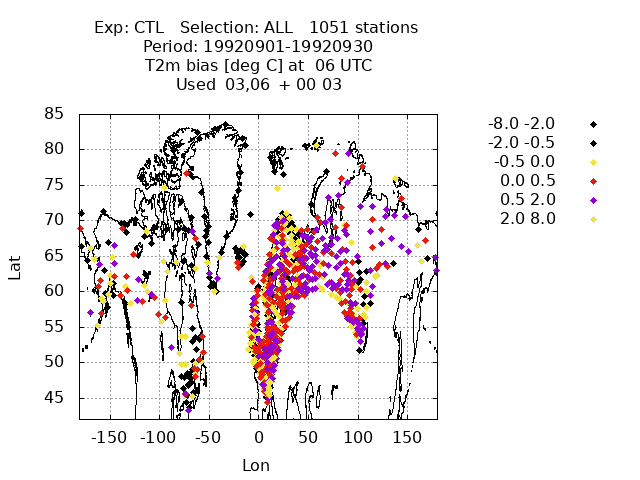 Exp: CTL   Selection: ALL   1051 stations
Period: 19920901-19920930
T2m bias [deg C] at  06 UTC
Used  03,06  + 00 03
85
80
75
70
65
60
55
50
45
Lat
-150 -100 -50 0 50 100 150
Lon
-8.0 -2.0
-2.0 -0.5
-0.5 0.0
0.0 0.5
0.5 2.0
2.0 8.0